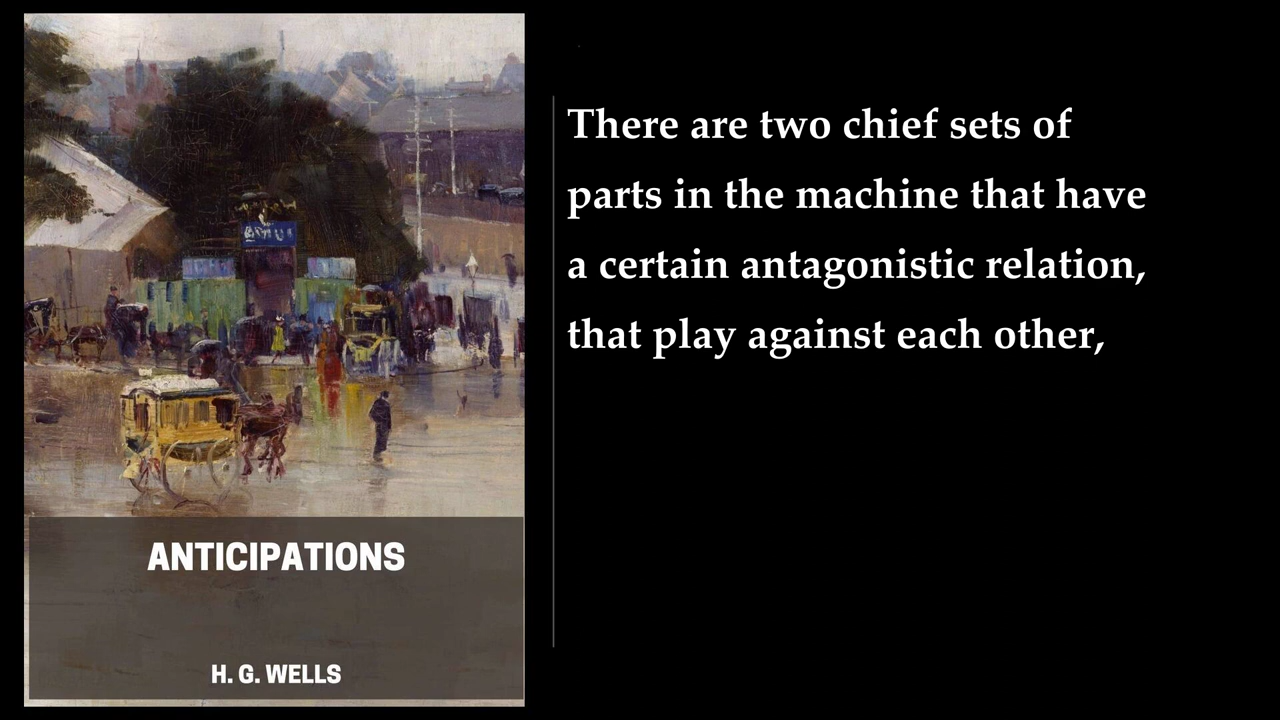 ANTICIPATIONS
H. G. WELLS
There are two chief sets of
parts in the machine that have
a certain antagonistic relation,
that play against each other,